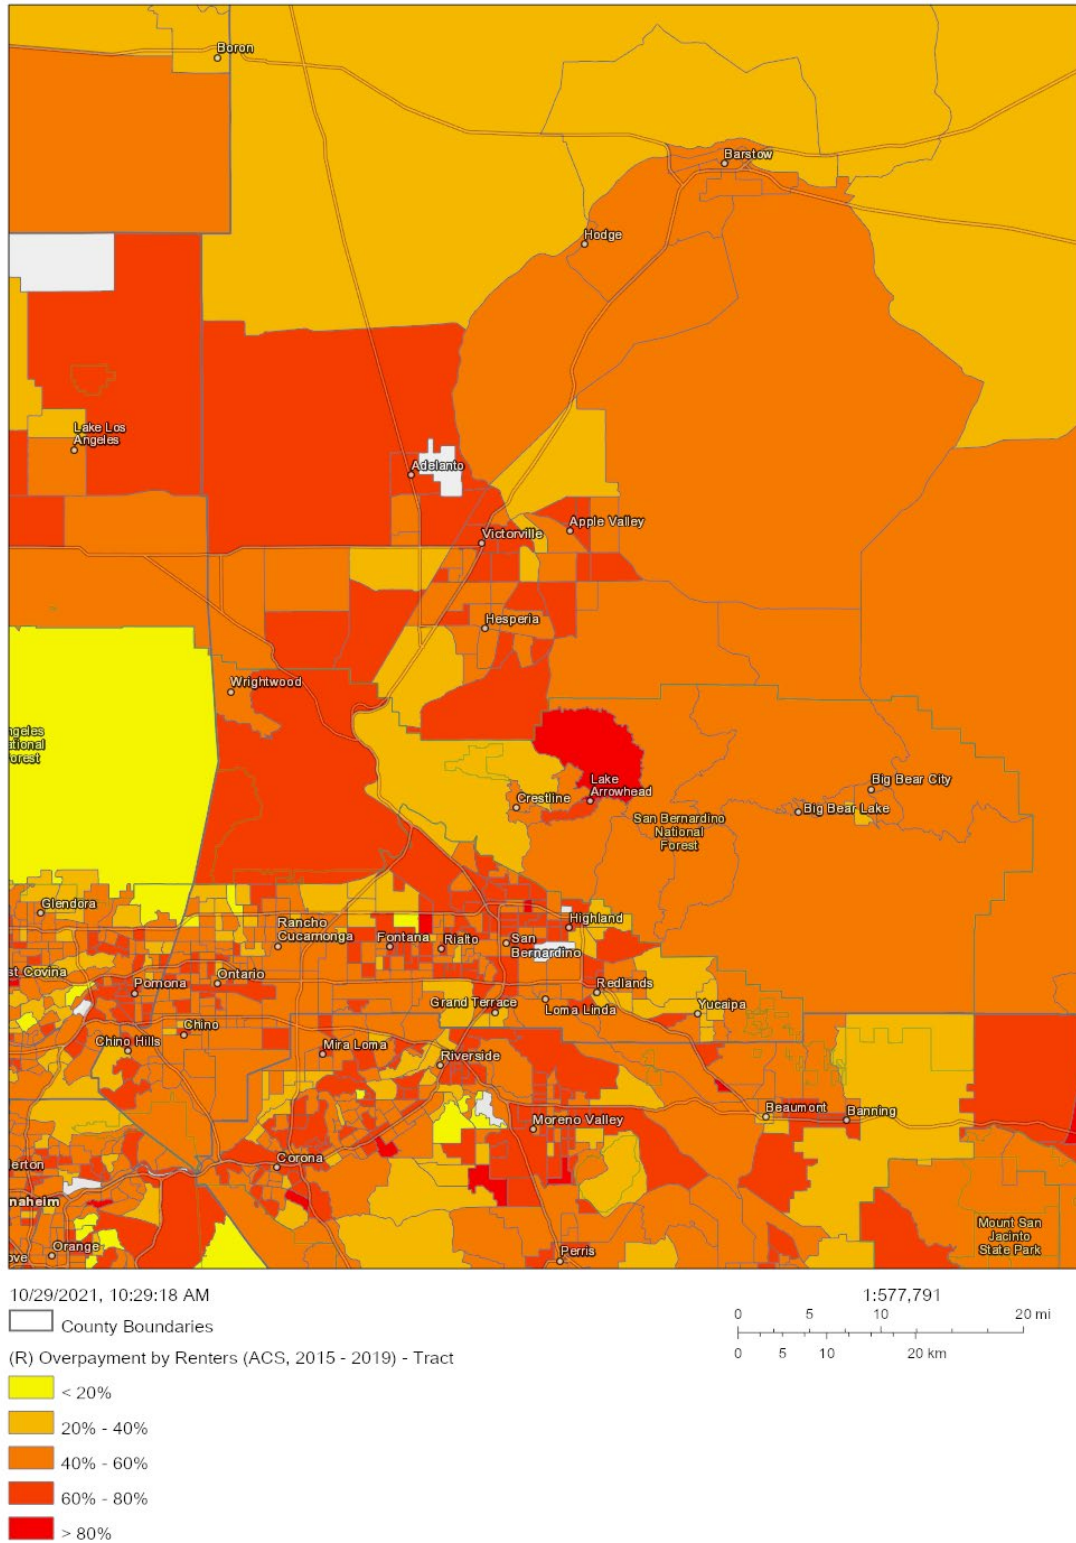 Boron
Barstow
Hodge
Lake Los
Angeles
Adelanto
Apple Valley
Victorville
Hesperia
Wrightwood
ngeles
ational
orest
Lake
Arrowhead
Crestline
Big Bear City
Big Bear Lake
San Bernardino
National
Forest
Glendora
Rancho
Cucamonga
Fontana
Rialto
San
Bernardino
Highland
st Covina
Pomona
Ontario
Grand Terrace
Loma Linda
Redlands
Yucaipa
Chino
Chino Hills
Mira Loma
Riverside
Moreno Valley
Beaumont
Banning
Corona
llerton
naheim
Orange
ove
Perris
Mount San
Jacinto
State Park
10/29/2021, 10:29:18 AM
1:577,791
0 5 10 20 mi
0 5 10 20 km
County Boundaries
(R) Overpayment by Renters (ACS, 2015 - 2019) - Tract
< 20%
20% - 40%
40% - 60%
60% - 80%
> 80%